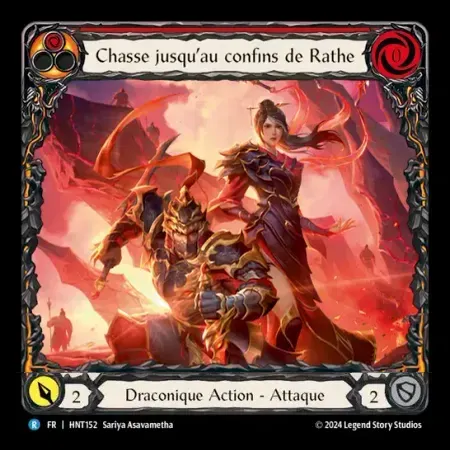 Chasse jusqu'au confins de Rathe
0
2
Draconique Action - Attaque
2
R FR | HNT152 Sariya Asavametha
© 2024 Legend Story Studios